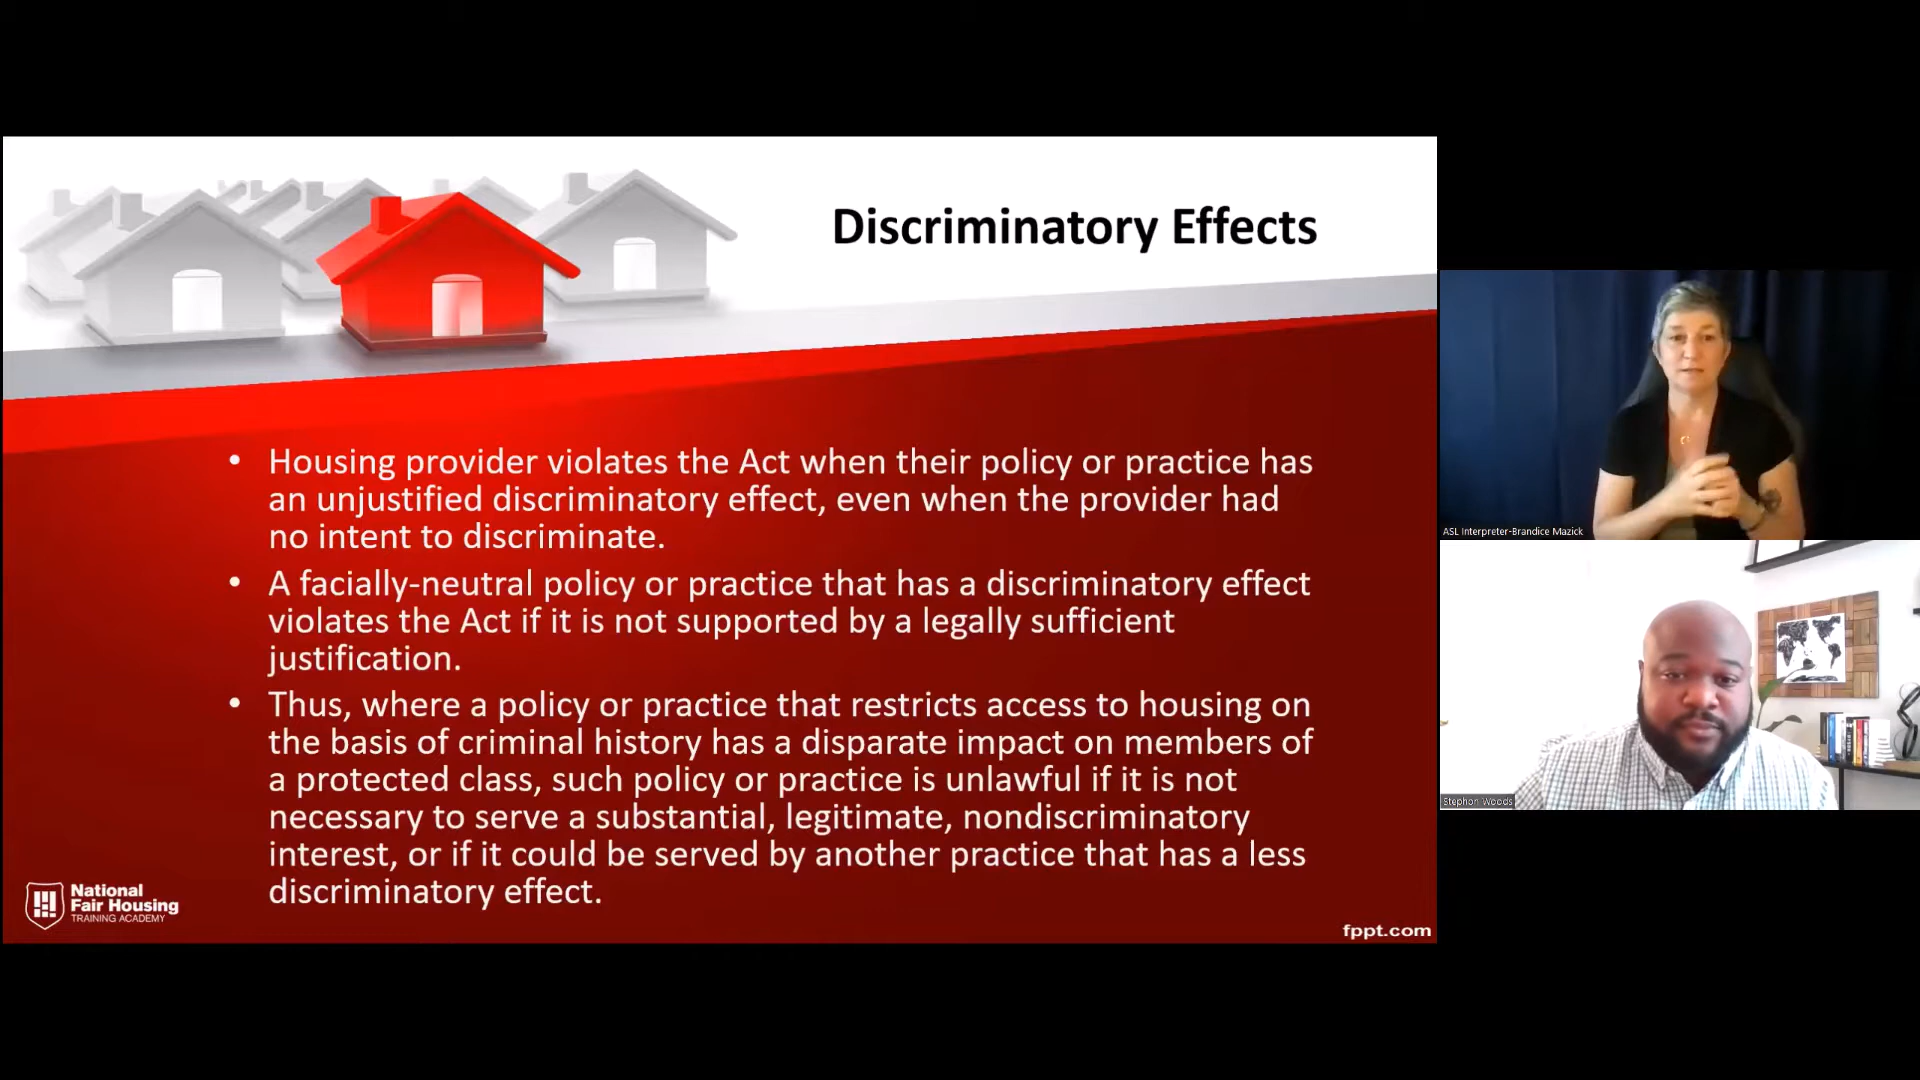 Discriminatory Effects
• Housing provider violates the Act when their policy or practice has
an unjustified discriminatory effect, even when the provider had
no intent to discriminate.
• A facially-neutral policy or practice that has a discriminatory effect
violates the Act if it is not supported by a legally sufficient
justification.
• Thus, where a policy or practice that restricts access to housing on
the basis of criminal history has a disparate impact on members of
a protected class, such policy or practice is unlawful if it is not
necessary to serve a substantial, legitimate, nondiscriminatory
interest, or if it could be served by another practice that has a less
discriminatory effect.
National
Fair Housing
TRAINING ACADEMY
fppt.com
ASL Interpreter-Brandice Mazick
Stephon Woods